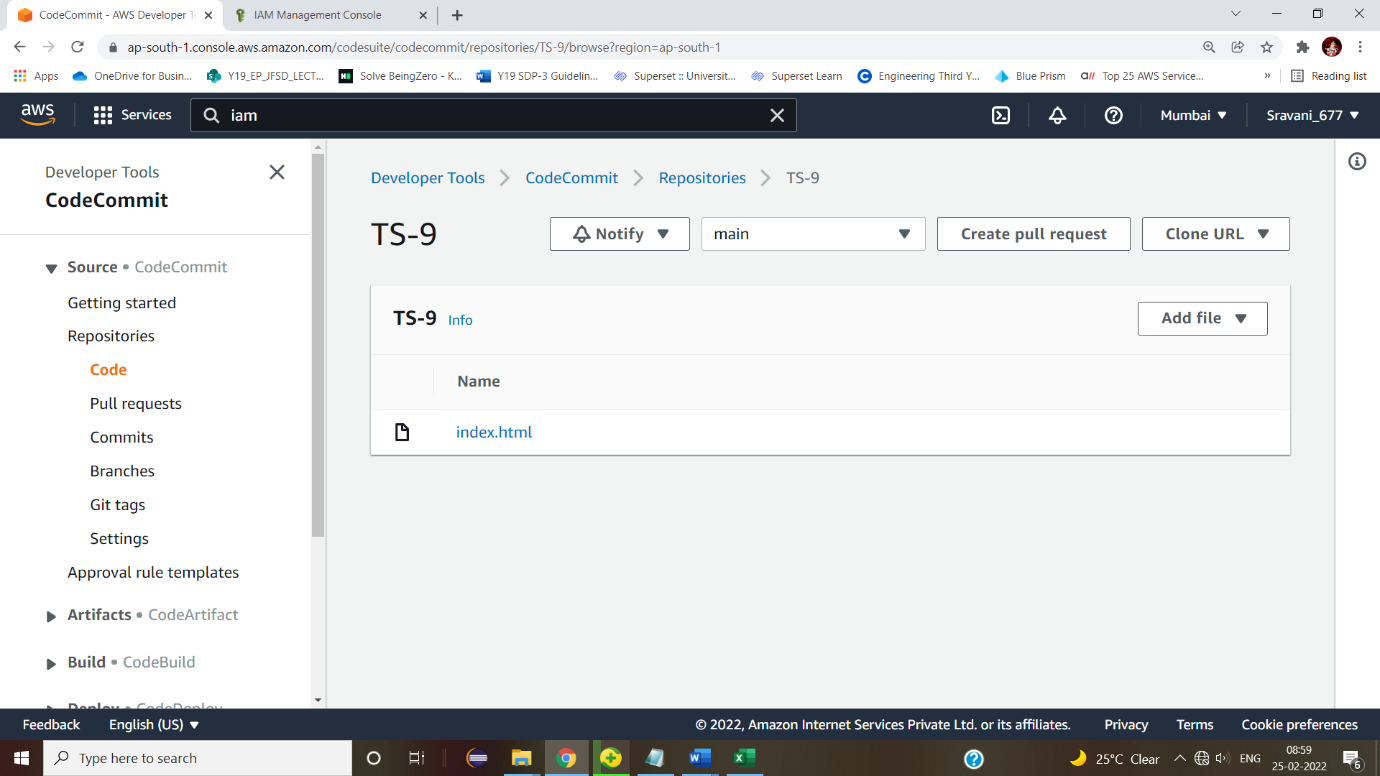 CodeCommit - AWS Developer T
IAM Management Console
ap-south-1.console.aws.amazon.com/codesuite/codecommit/repositories/TS-9/browse?region=ap-south-1
Apps
OneDrive for Busin...
Y19_EP_JFSD_LECT...
Solve BeingZero - K...
Y19 SDP-3 Guidelin...
Superset :: Universit...
Superset Learn
Engineering Third Y...
Blue Prism
Top 25 AWS Service...
»
Reading list
aws
Services
iam
Mumbai ▼
Sravani_677 ▼
Developer Tools
CodeCommit
Source • CodeCommit
Getting started
Repositories
Code
Pull requests
Commits
Branches
Git tags
Settings
Approval rule templates
Artifacts • CodeArtifact
Build • CodeBuild
Deploy • CodeDeploy
Developer Tools > CodeCommit > Repositories > TS-9
TS-9
Notify ▼
main
Create pull request
Clone URL ▼
TS-9 Info
Add file ▼
Name
index.html
Feedback
English (US) ▼
© 2022, Amazon Internet Services Private Ltd. or its affiliates.
Privacy
Terms
Cookie preferences
Type here to search
25°C Clear
ENG
08:59
25-02-2022
6